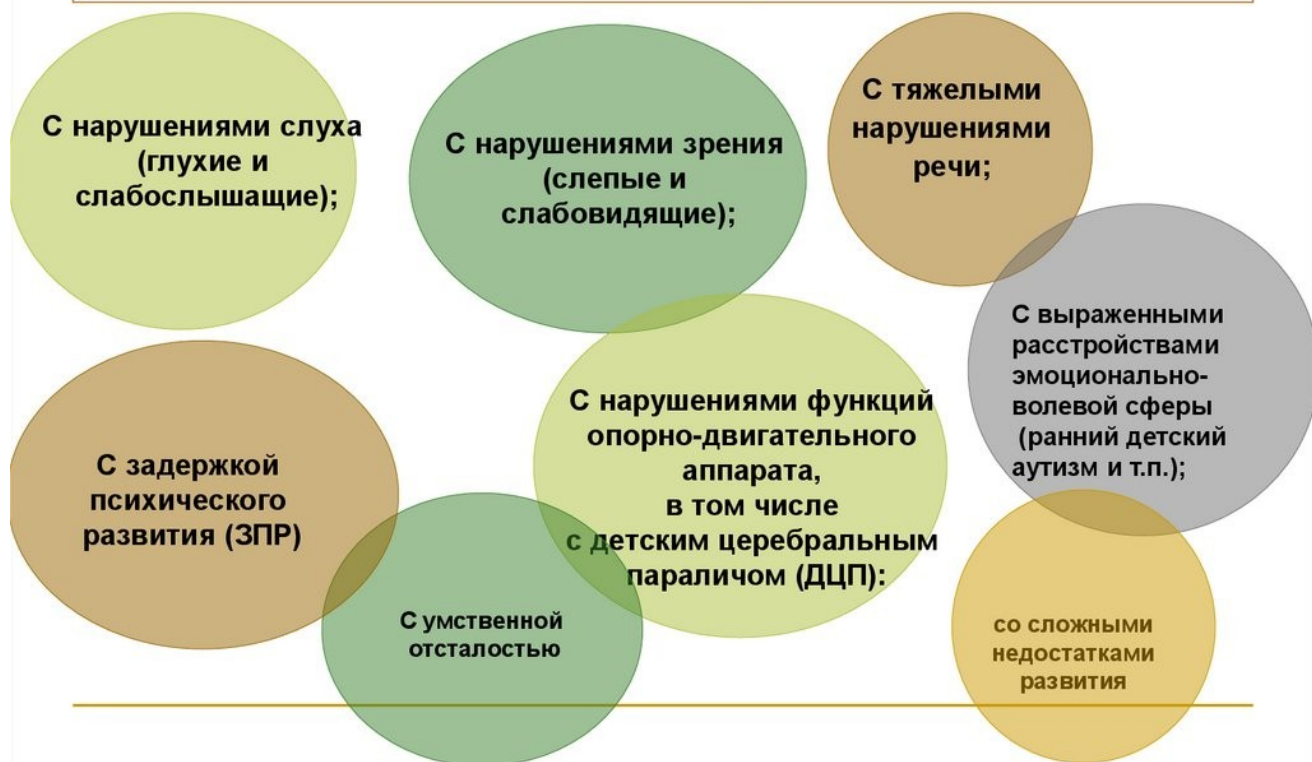 С нарушениями слуха
(глухие и
слабослышащие);
С нарушениями зрения
(слепые и
слабовидящие);
С тяжелыми
нарушениями
речи;
С выраженными
расстройствами
эмоционально-
волевой сферы
(ранний детский
аутизм и т.п.);
С задержкой
психического
развития (ЗПР)
С нарушениями функций
опорно-двигательного
аппарата,
в том числе
с детским церебральным
параличом (ДЦП):
С умственной
отсталостью
со сложными
недостатками
развития